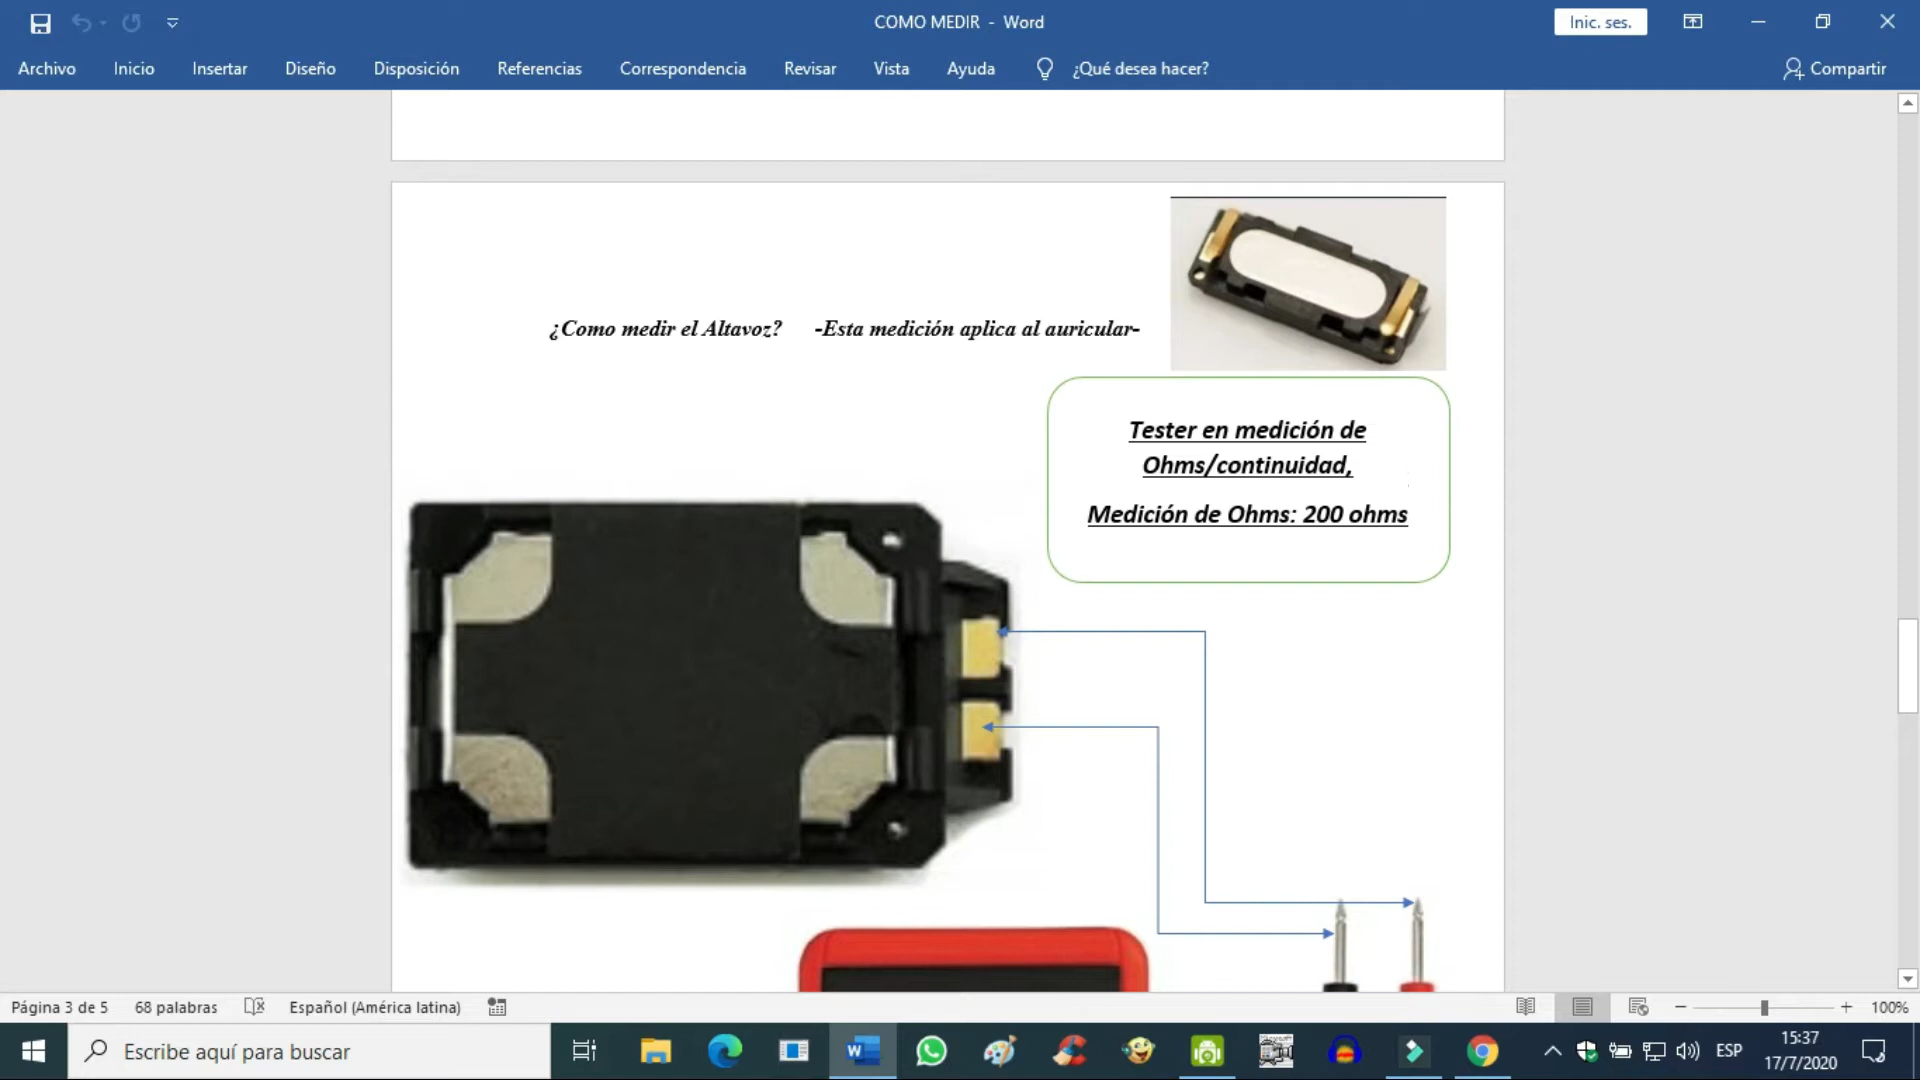 COMO MEDIR - Word
Inic. ses.
Archivo Inicio Insertar Diseño Disposición Referencias Correspondencia Revisar Vista Ayuda ¿Qué desea hacer? Compartir
¿Como medir el Altavoz? -Esta medición aplica al auricular-
Tester en medición de
Ohms/continuidad,
Medición de Ohms: 200 ohms
Página 3 de 5 68 palabras Español (América latina) 100%
Escribe aquí para buscar
ESP
15:37
17/7/2020